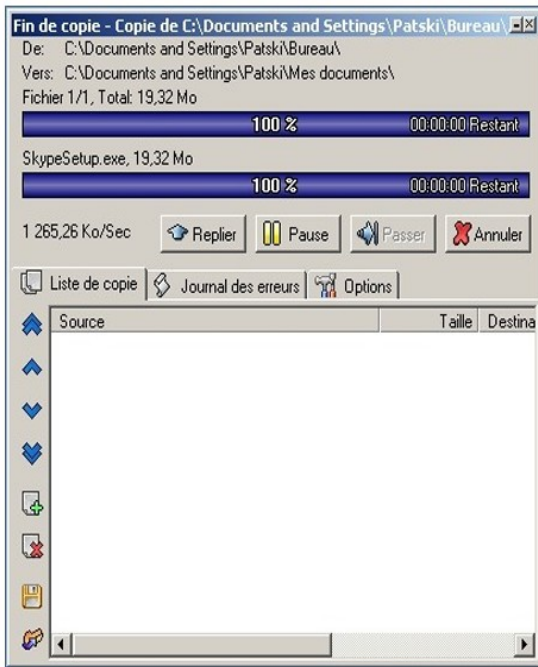 Fin de copie - Copie de C:\Documents and Settings\Patski\Bureau\
De: C:\Documents and Settings\Patski\Bureau\
Vers: C:\Documents and Settings\Patski\Mes documents\
Fichier 1/1, Total: 19,32 Mo
100 % 00:00:00 Restant
SkypeSetup.exe, 19,32 Mo
100 % 00:00:00 Restant
1 265,26 Ko/Sec Replier Pause Passer Annuler
Liste de copie Journal des erreurs Options
Source Taille Destina